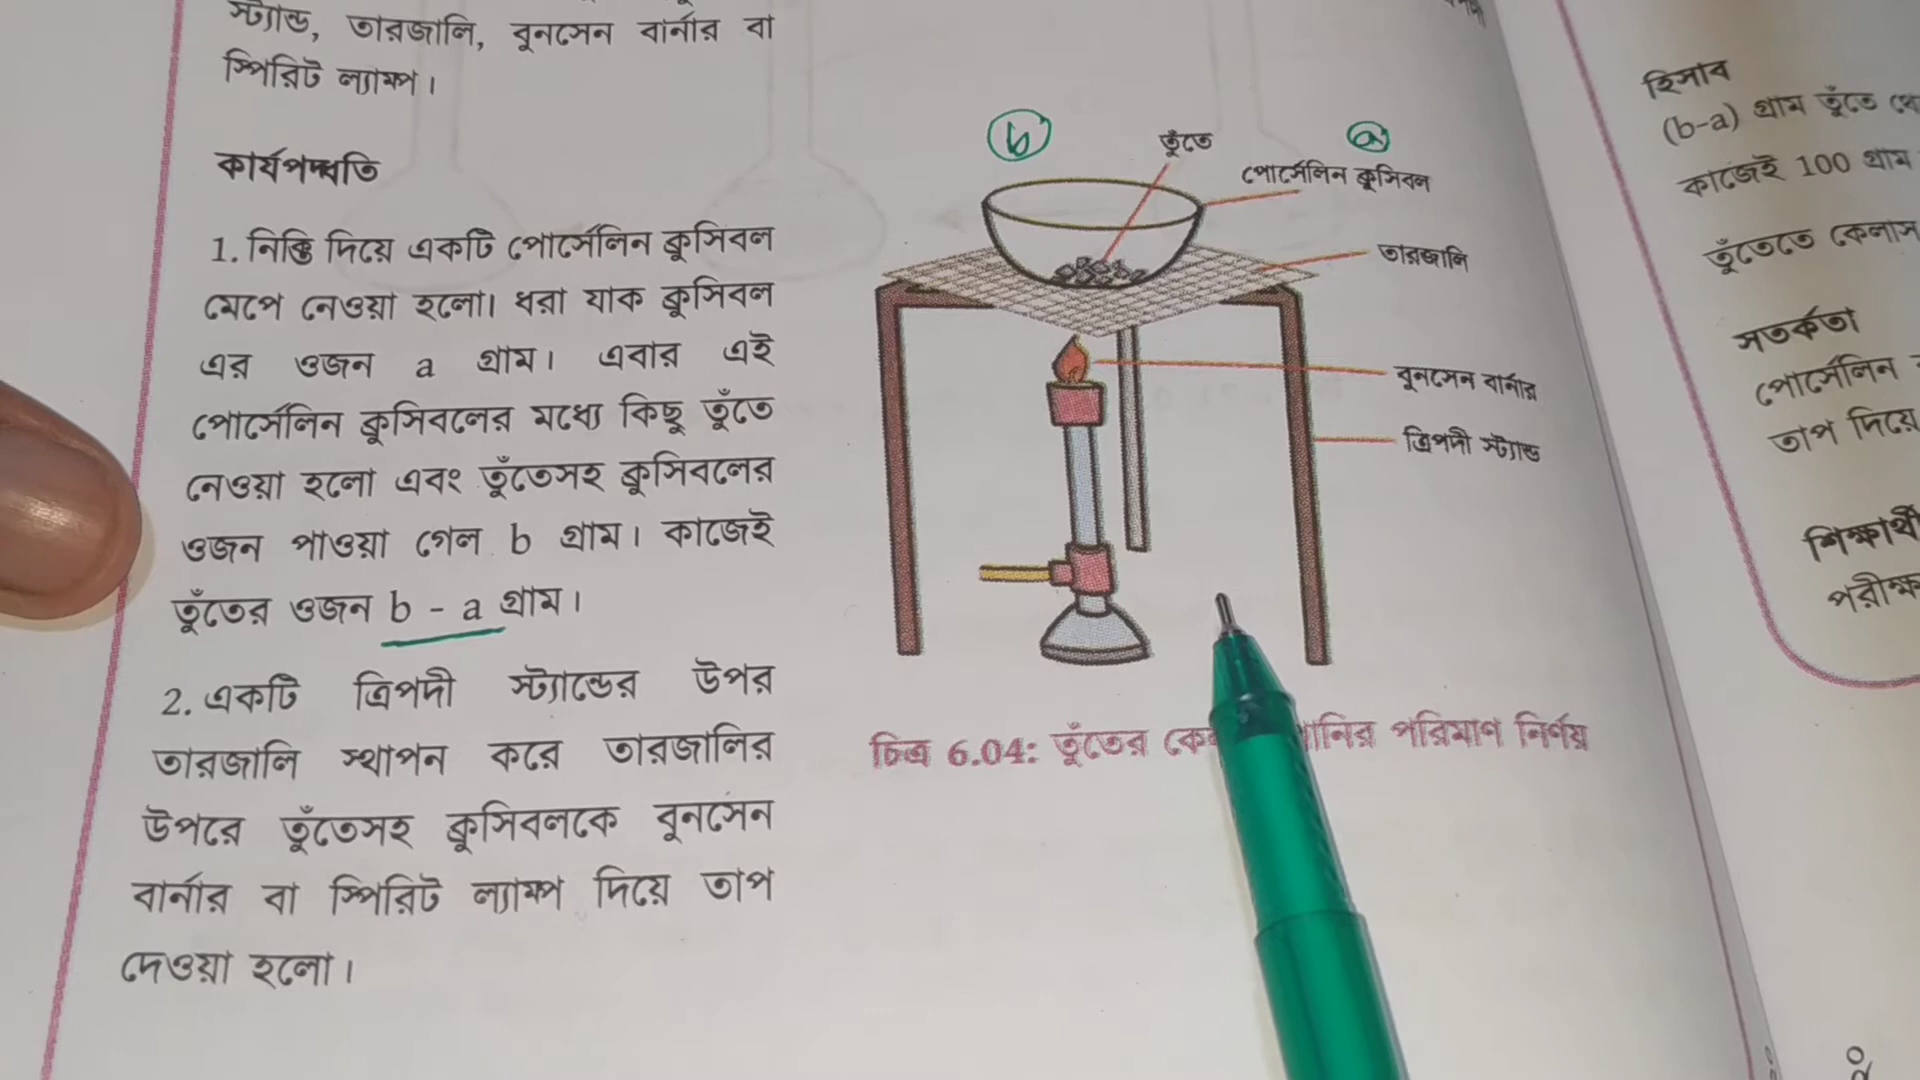 স্ট্যান্ড, তারজালি, বুনসেন বার্নার বা
স্পিরিট ল্যাম্প।
কার্যপদ্ধতি
1. নিক্তি দিয়ে একটি পোর্সেলিন ক্রুসিবল
মেপে নেওয়া হলো। ধরা যাক ক্রুসিবল
এর ওজন a গ্রাম। এবার এই
পোর্সেলিন ক্রুসিবলের মধ্যে কিছু তুঁতে
নেওয়া হলো এবং তুঁতেসহ ক্রুসিবলের
ওজন পাওয়া গেল b গ্রাম। কাজেই
তুঁতের ওজন b - a গ্রাম।
2. একটি ত্রিপদী স্ট্যান্ডের উপর
তারজালি স্থাপন করে তারজালির
উপরে তুঁতেসহ ক্রুসিবলকে বুনসেন
বার্নার বা স্পিরিট ল্যাম্প দিয়ে তাপ
দেওয়া হলো।
b
তুঁতে
a
পোর্সেলিন ক্রুসিবল
তারজালি
বুনসেন বার্নার
ত্রিপদী স্ট্যান্ড
চিত্র 6.04: তুঁতের পরিমাণ নির্ণয়
হিসাব
(b-a) গ্রাম তুঁতে
কাজেই 100 গ্রাম
তুঁতেতে
সতর্কতা
পোর্সেলিন
তাপ দিয়ে